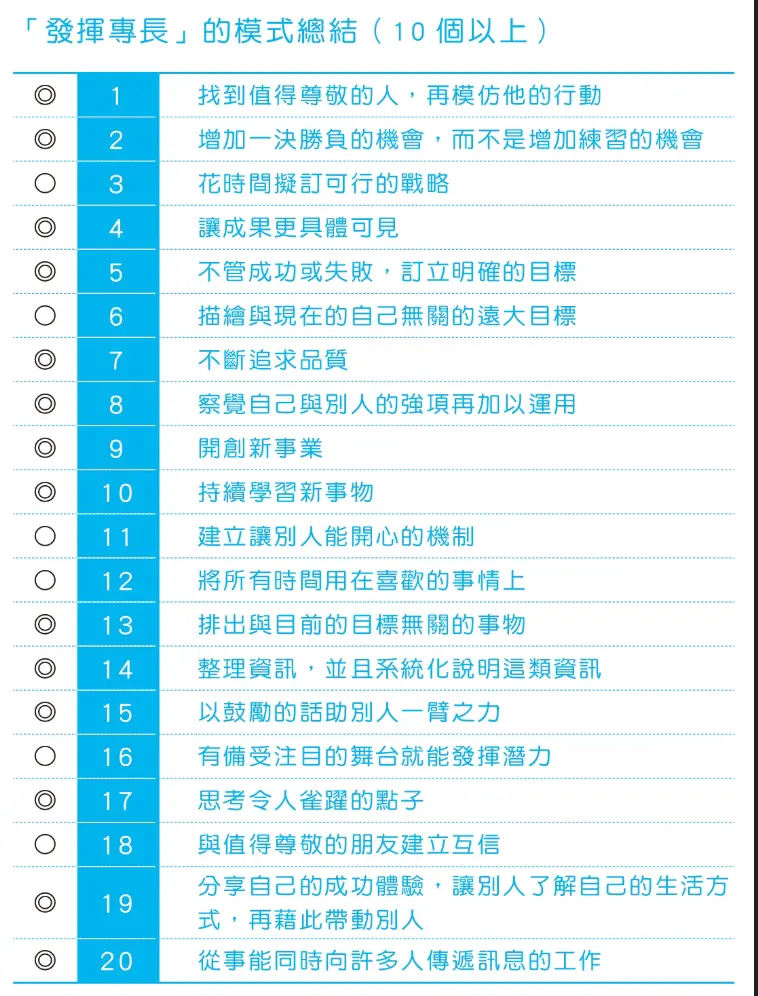 「發揮專長」的模式總結（10 個以上）
◎ 1 找到值得尊敬的人，再模仿他的行動
◎ 2 增加一決勝負的機會，而不是增加練習的機會
○ 3 花時間擬訂可行的戰略
◎ 4 讓成果更具體可見
◎ 5 不管成功或失敗，訂立明確的目標
○ 6 描繪與現在的自己無關的遠大目標
◎ 7 不斷追求品質
◎ 8 察覺自己與別人的強項再加以運用
◎ 9 開創新事業
◎ 10 持續學習新事物
○ 11 建立讓別人能開心的機制
○ 12 將所有時間用在喜歡的事情上
◎ 13 排出與目前的目標無關的事物
◎ 14 整理資訊，並且系統化說明這類資訊
◎ 15 以鼓勵的話助別人一臂之力
○ 16 有備受注目的舞台就能發揮潛力
◎ 17 思考令人雀躍的點子
○ 18 與值得尊敬的朋友建立互信
◎ 19 分享自己的成功體驗，讓別人了解自己的生活方
式，再藉此帶動別人
◎ 20 從事能同時向許多人傳遞訊息的工作